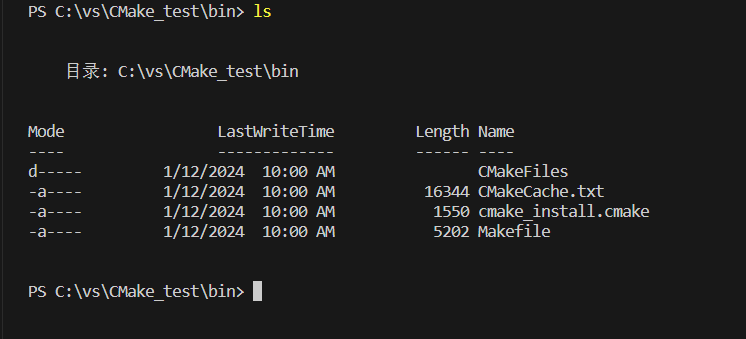 PS C:\vs\CMake_test\bin> ls
目录: C:\vs\CMake_test\bin
Mode                 LastWriteTime         Length Name
----                 -------------         ------ ----
d-----         1/12/2024  10:00 AM                CMakeFiles
-a----         1/12/2024  10:00 AM          16344 CMakeCache.txt
-a----         1/12/2024  10:00 AM           1550 cmake_install.cmake
-a----         1/12/2024  10:00 AM           5202 Makefile
PS C:\vs\CMake_test\bin>